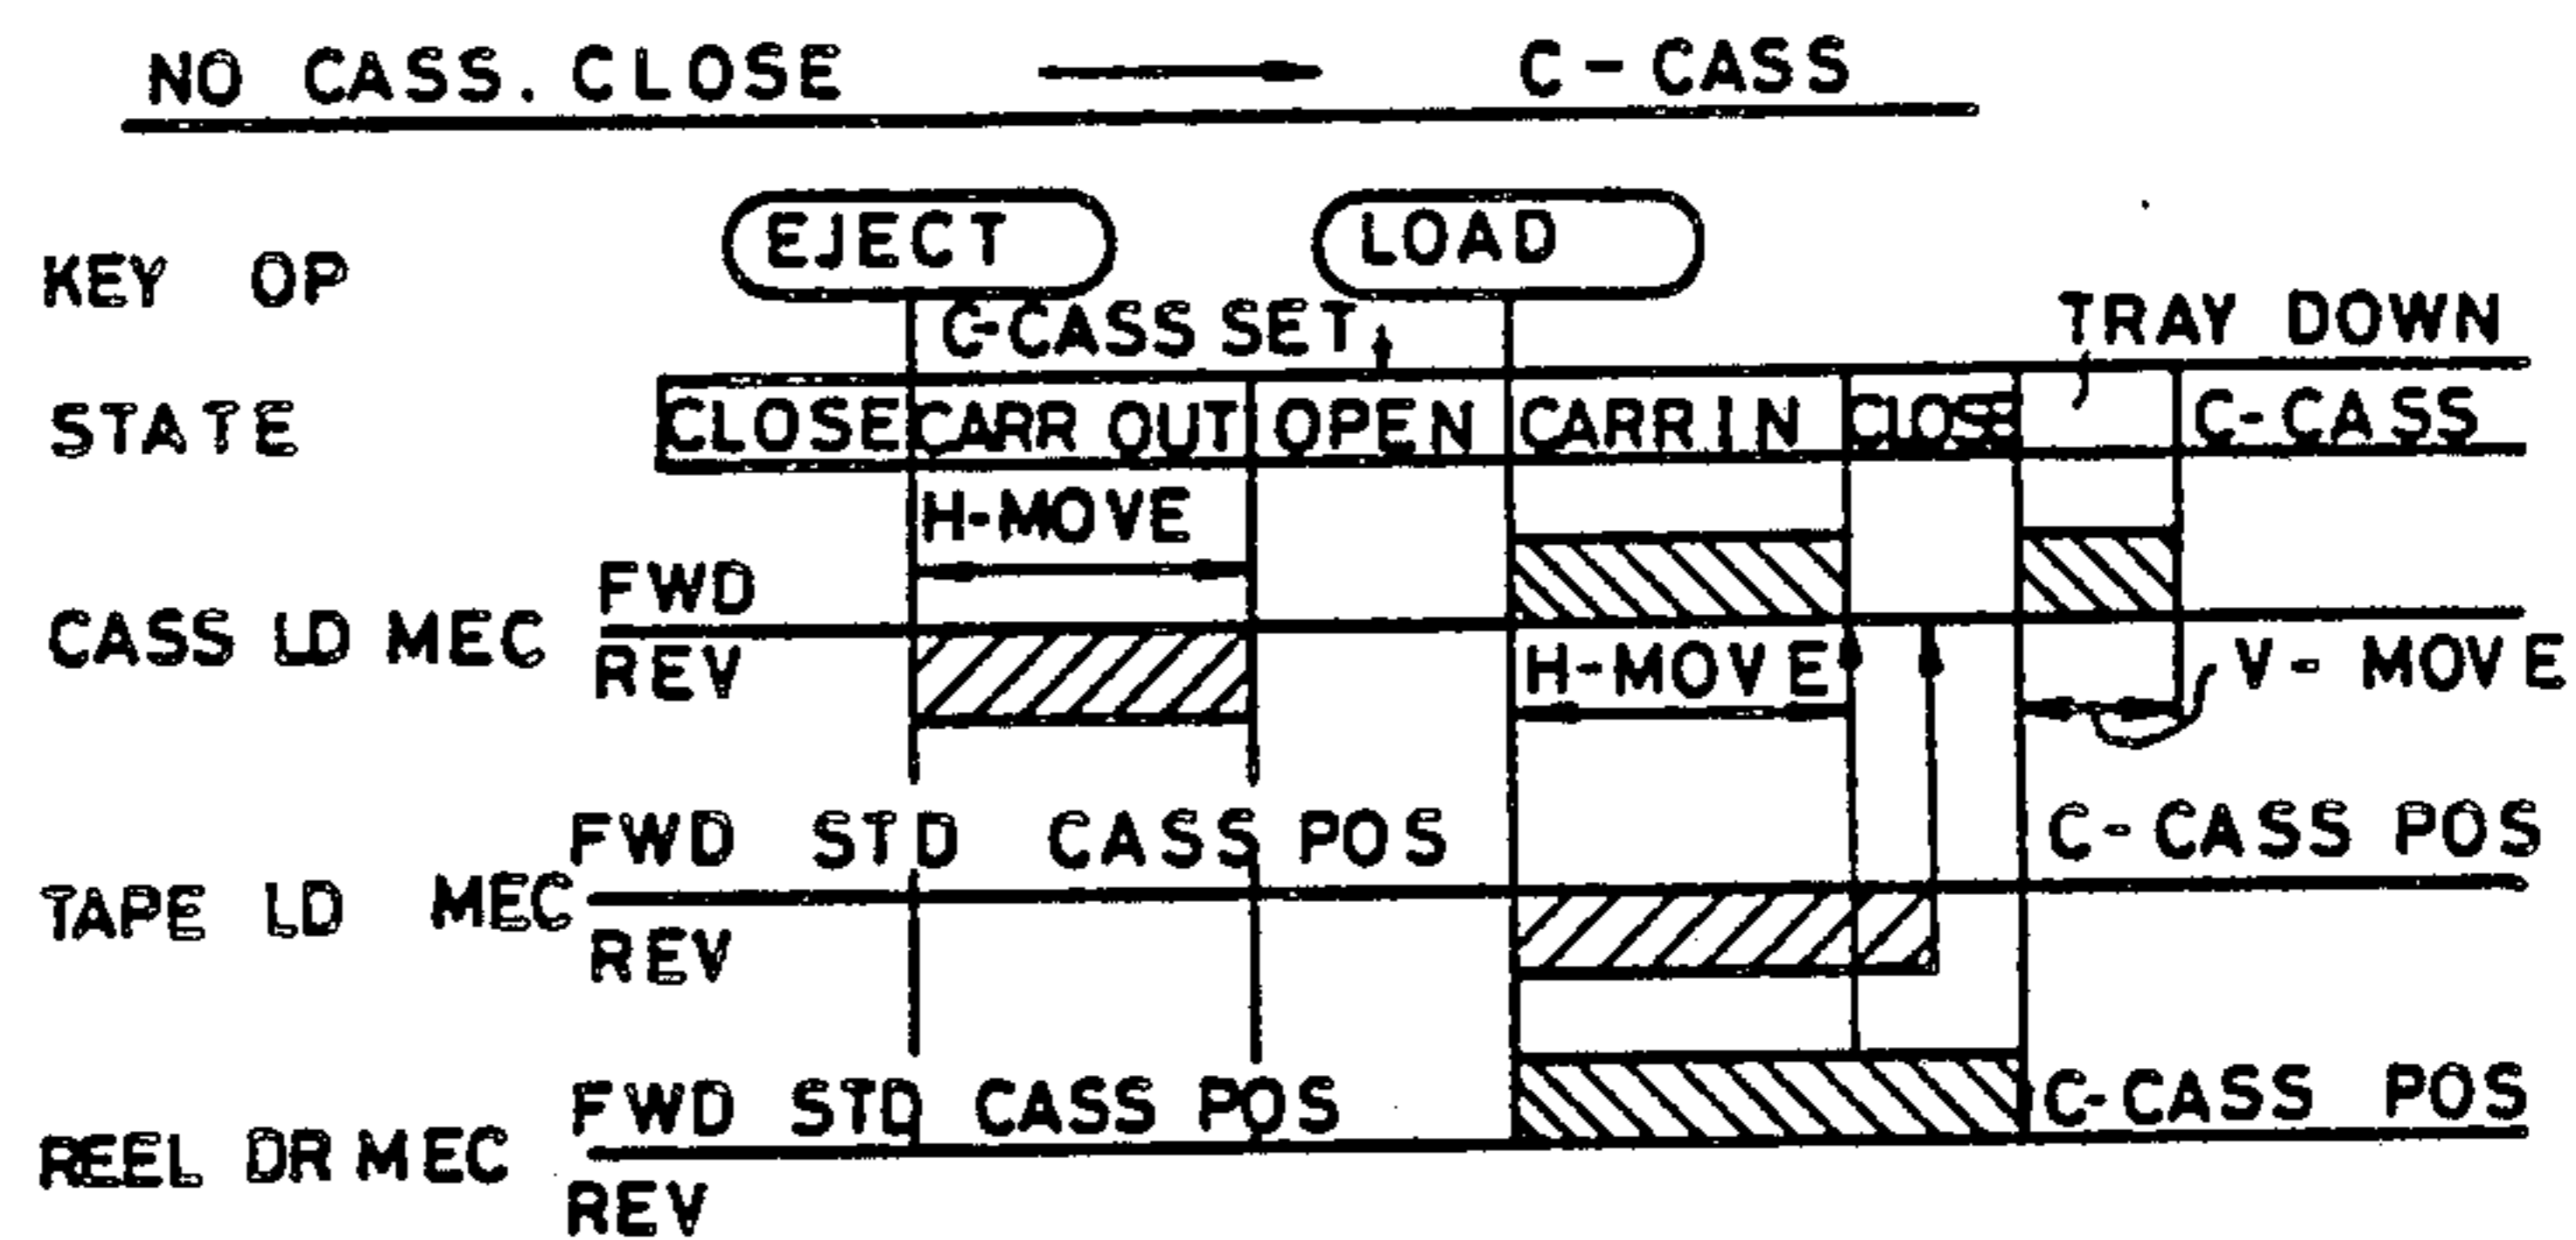 NO CASS. CLOSE C-CASS
EJECT LOAD
KEY OP
C-CASS SET TRAY DOWN
STATE CLOSE CARR OUT OPEN CARR IN CLOSE C-CASS
H-MOVE
FWD
CASS LD MEC
REV H-MOVE V-MOVE
FWD STD CASS POS C-CASS POS
TAPE LD MEC
REV
FWD STD CASS POS C-CASS POS
REEL DR MEC
REV